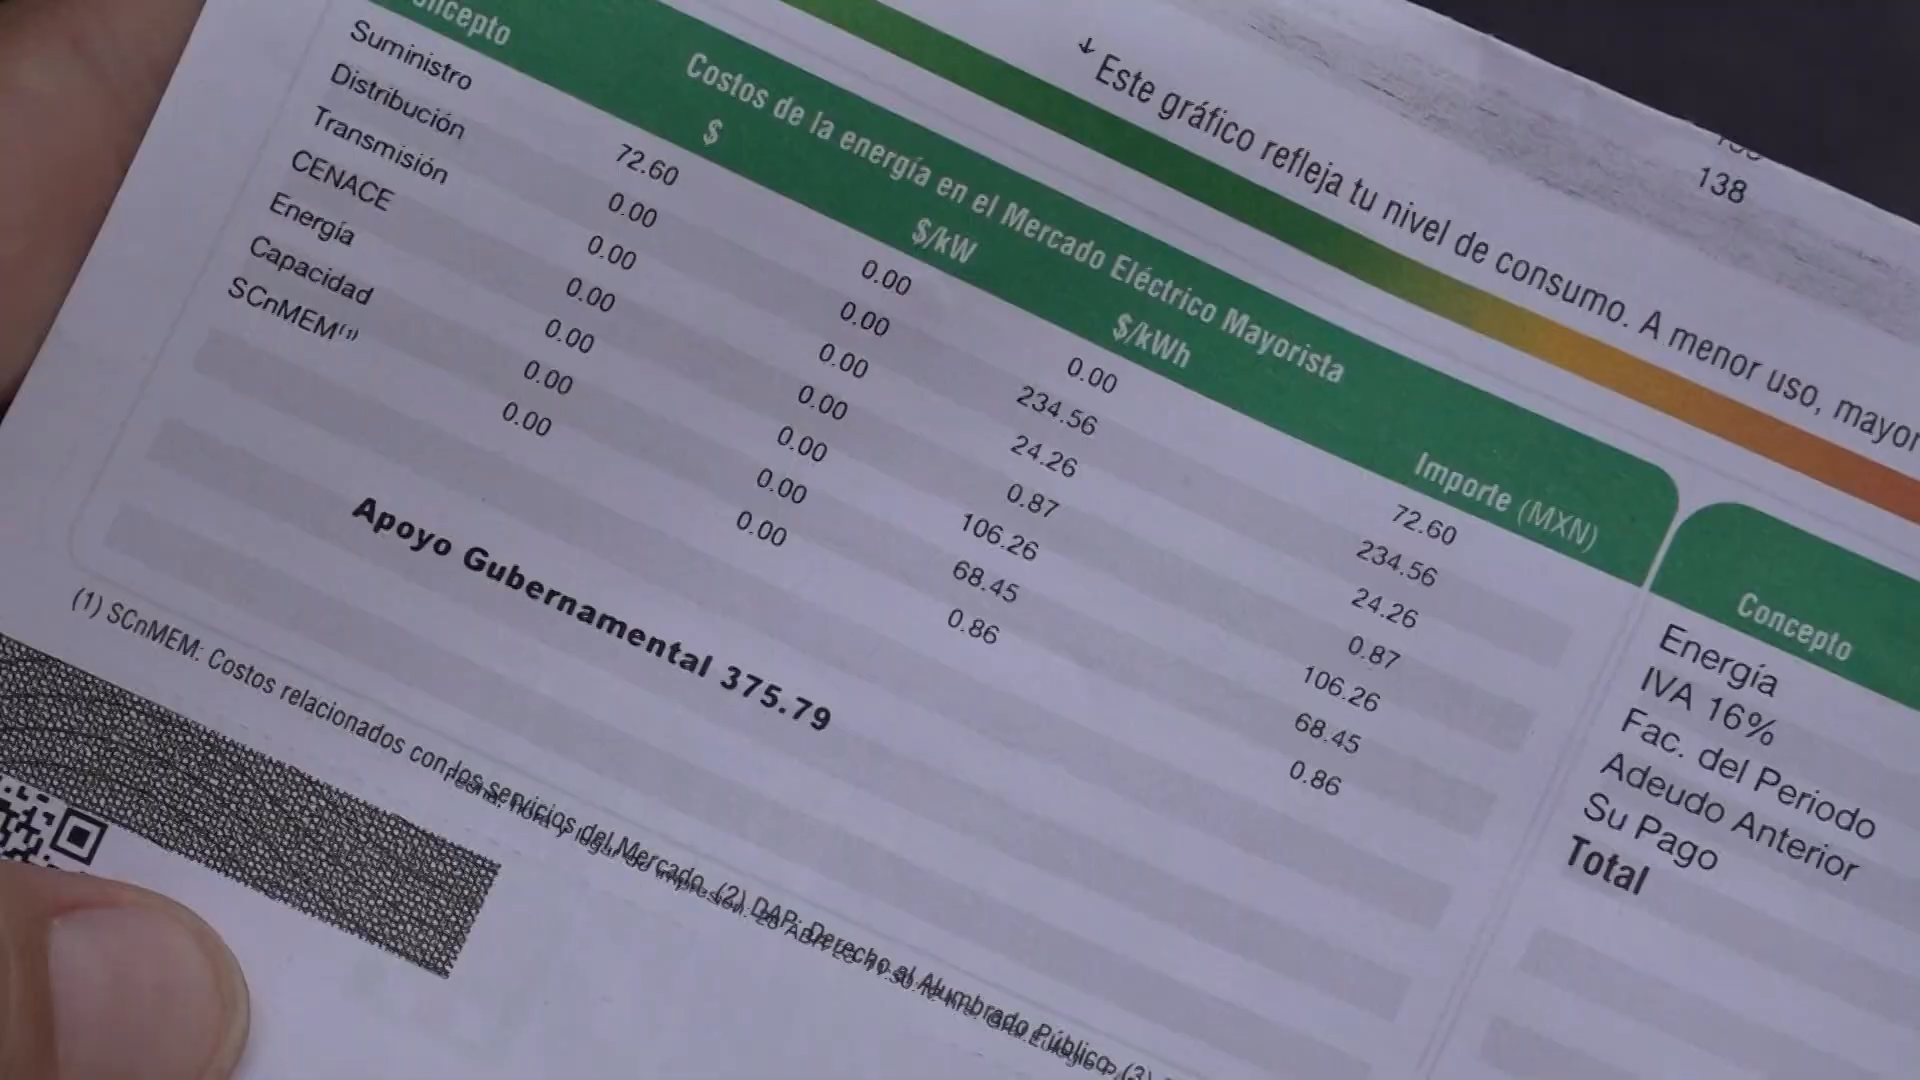 ↓ Este gráfico refleja tu nivel de consumo. A menor uso, mayor
138
Costos de la energía en el Mercado Eléctrico Mayorista
$ $/kW $/kWh Importe (MXN)
Suministro 72.60 0.00 0.00 72.60
Distribución 0.00 0.00 234.56 234.56
Transmisión 0.00 0.00 24.26 24.26
CENACE 0.00 0.00 0.87 0.87
Energía 0.00 0.00 106.26 106.26
Capacidad 0.00 0.00 68.45 68.45
SCnMEM(1) 0.00 0.00 0.86 0.86
Apoyo Gubernamental 375.79
Concepto
Energía
IVA 16%
Fac. del Periodo
Adeudo Anterior
Su Pago
Total
(1) SCnMEM: Costos relacionados con los servicios del Mercado. (2) DAP: Derecho al Alumbrado Público. (3)